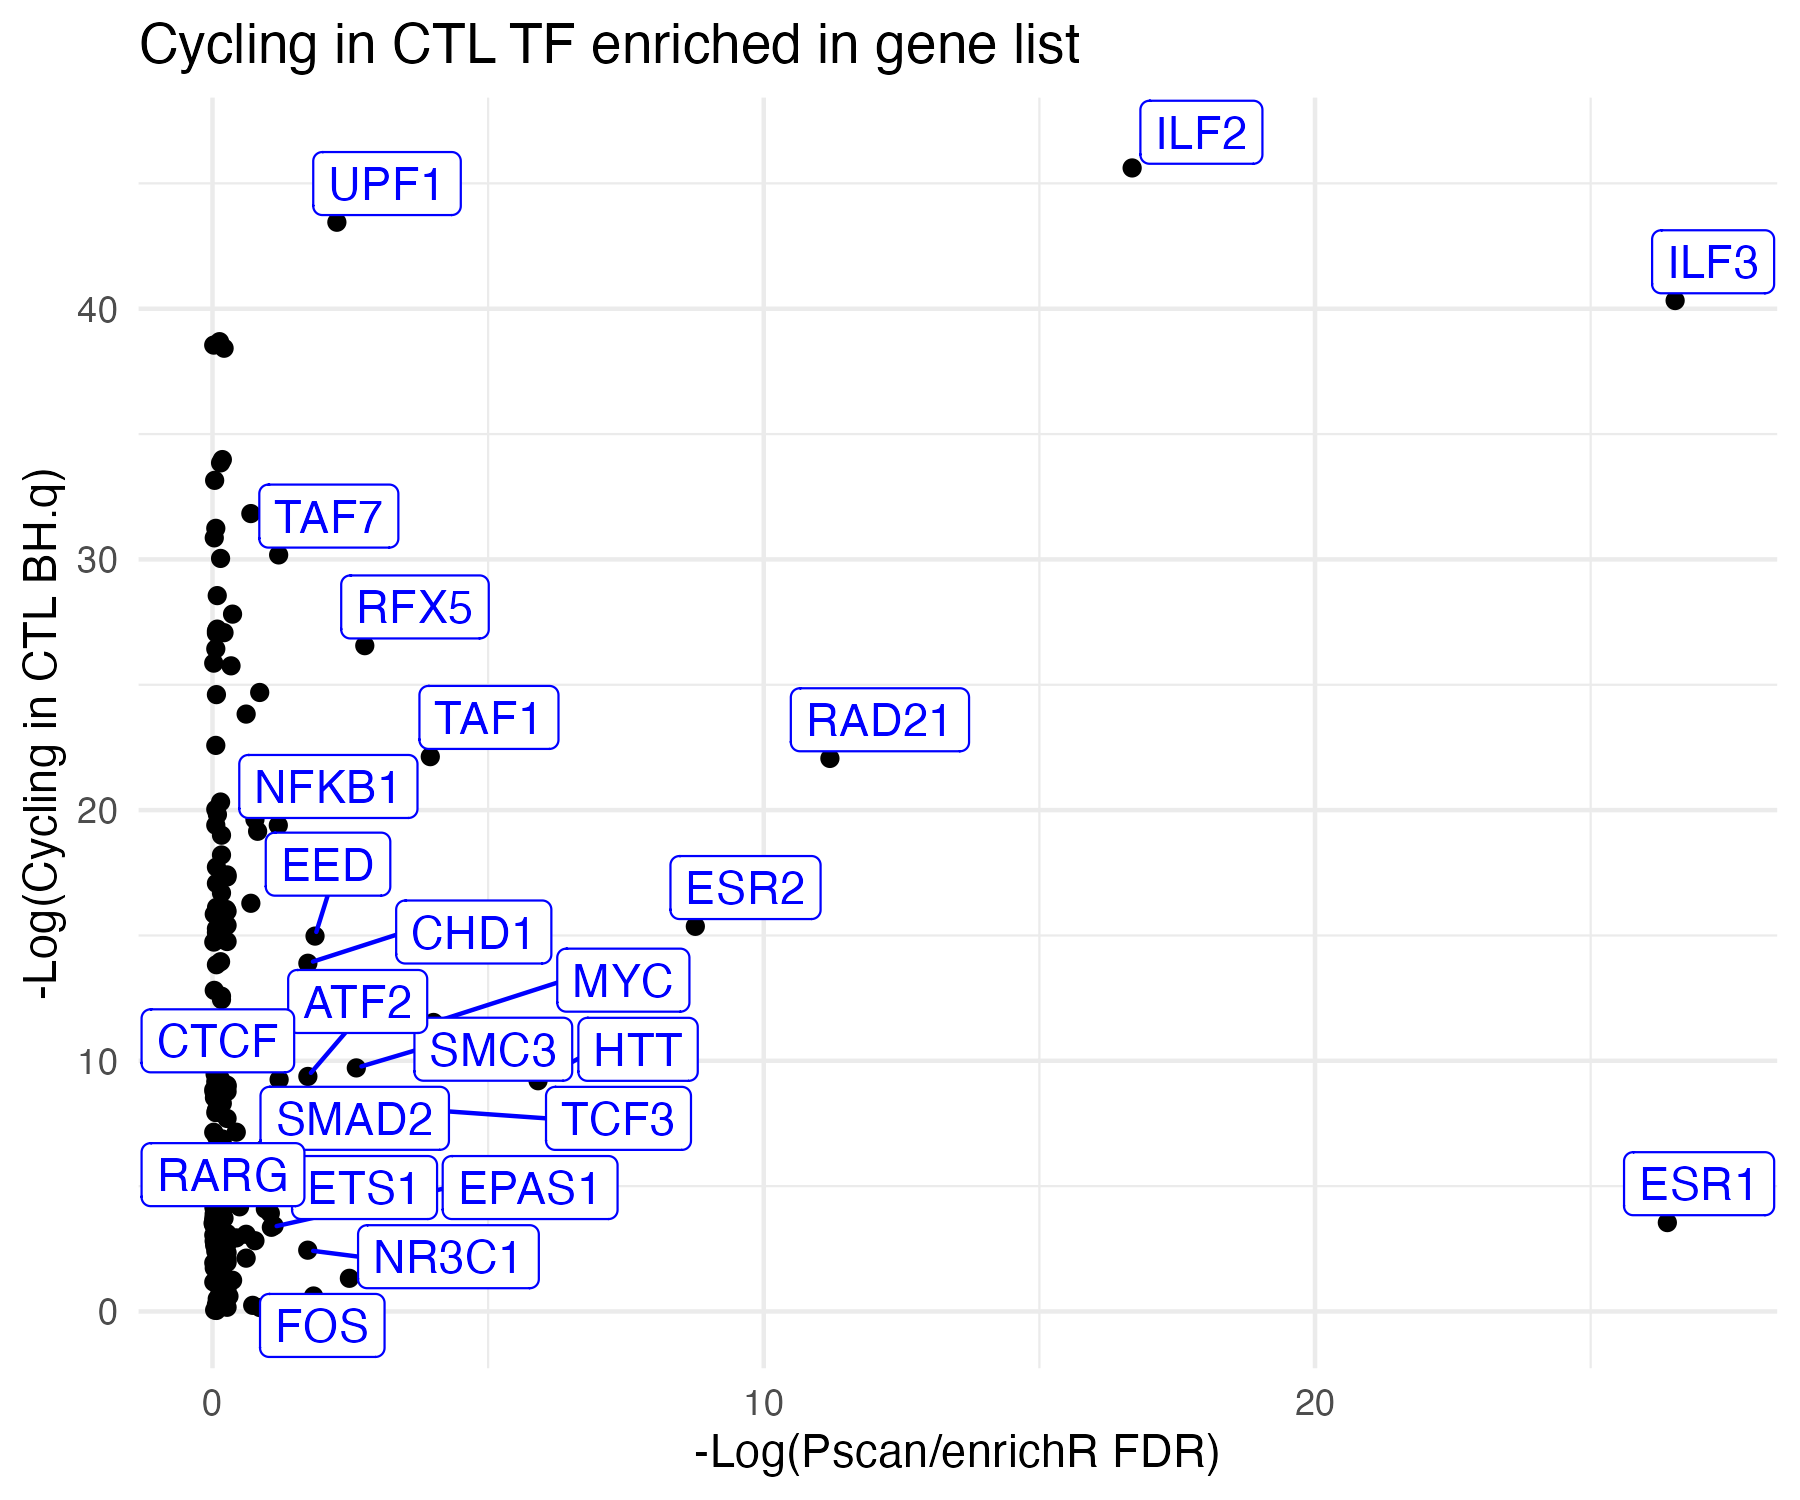 Cycling in CTL TF enriched in gene list
ILF2
UPF1
ILF3
40
TAF7
30
RFX5
TAF1
RAD21
NFKB1
20
EED
ESR2
CHD1
MYC
ATF2
CTCF
SMC3
HTT
10
SMAD2
TCF3
RARG
ETS1
EPAS1
ESR1
NR3C1
FOS
0
-Log(Cycling in CTL BH.q)
0
10
20
-Log(Pscan/enrichR FDR)